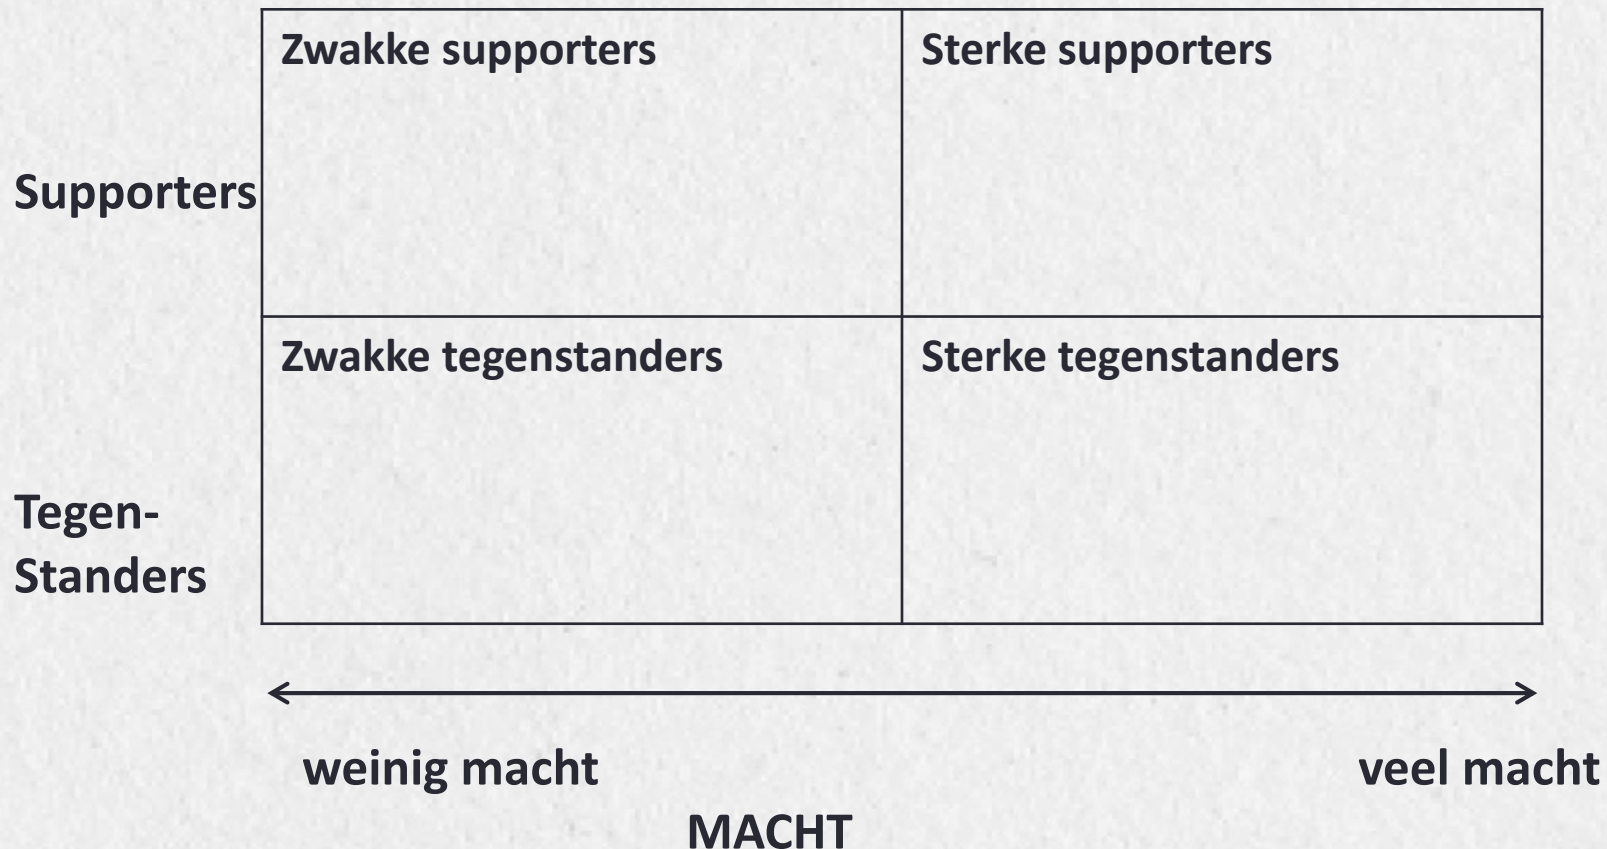 Zwakke supporters
Sterke supporters
Supporters
Zwakke tegenstanders
Sterke tegenstanders
Tegen-
Standers
weinig macht
veel macht
MACHT